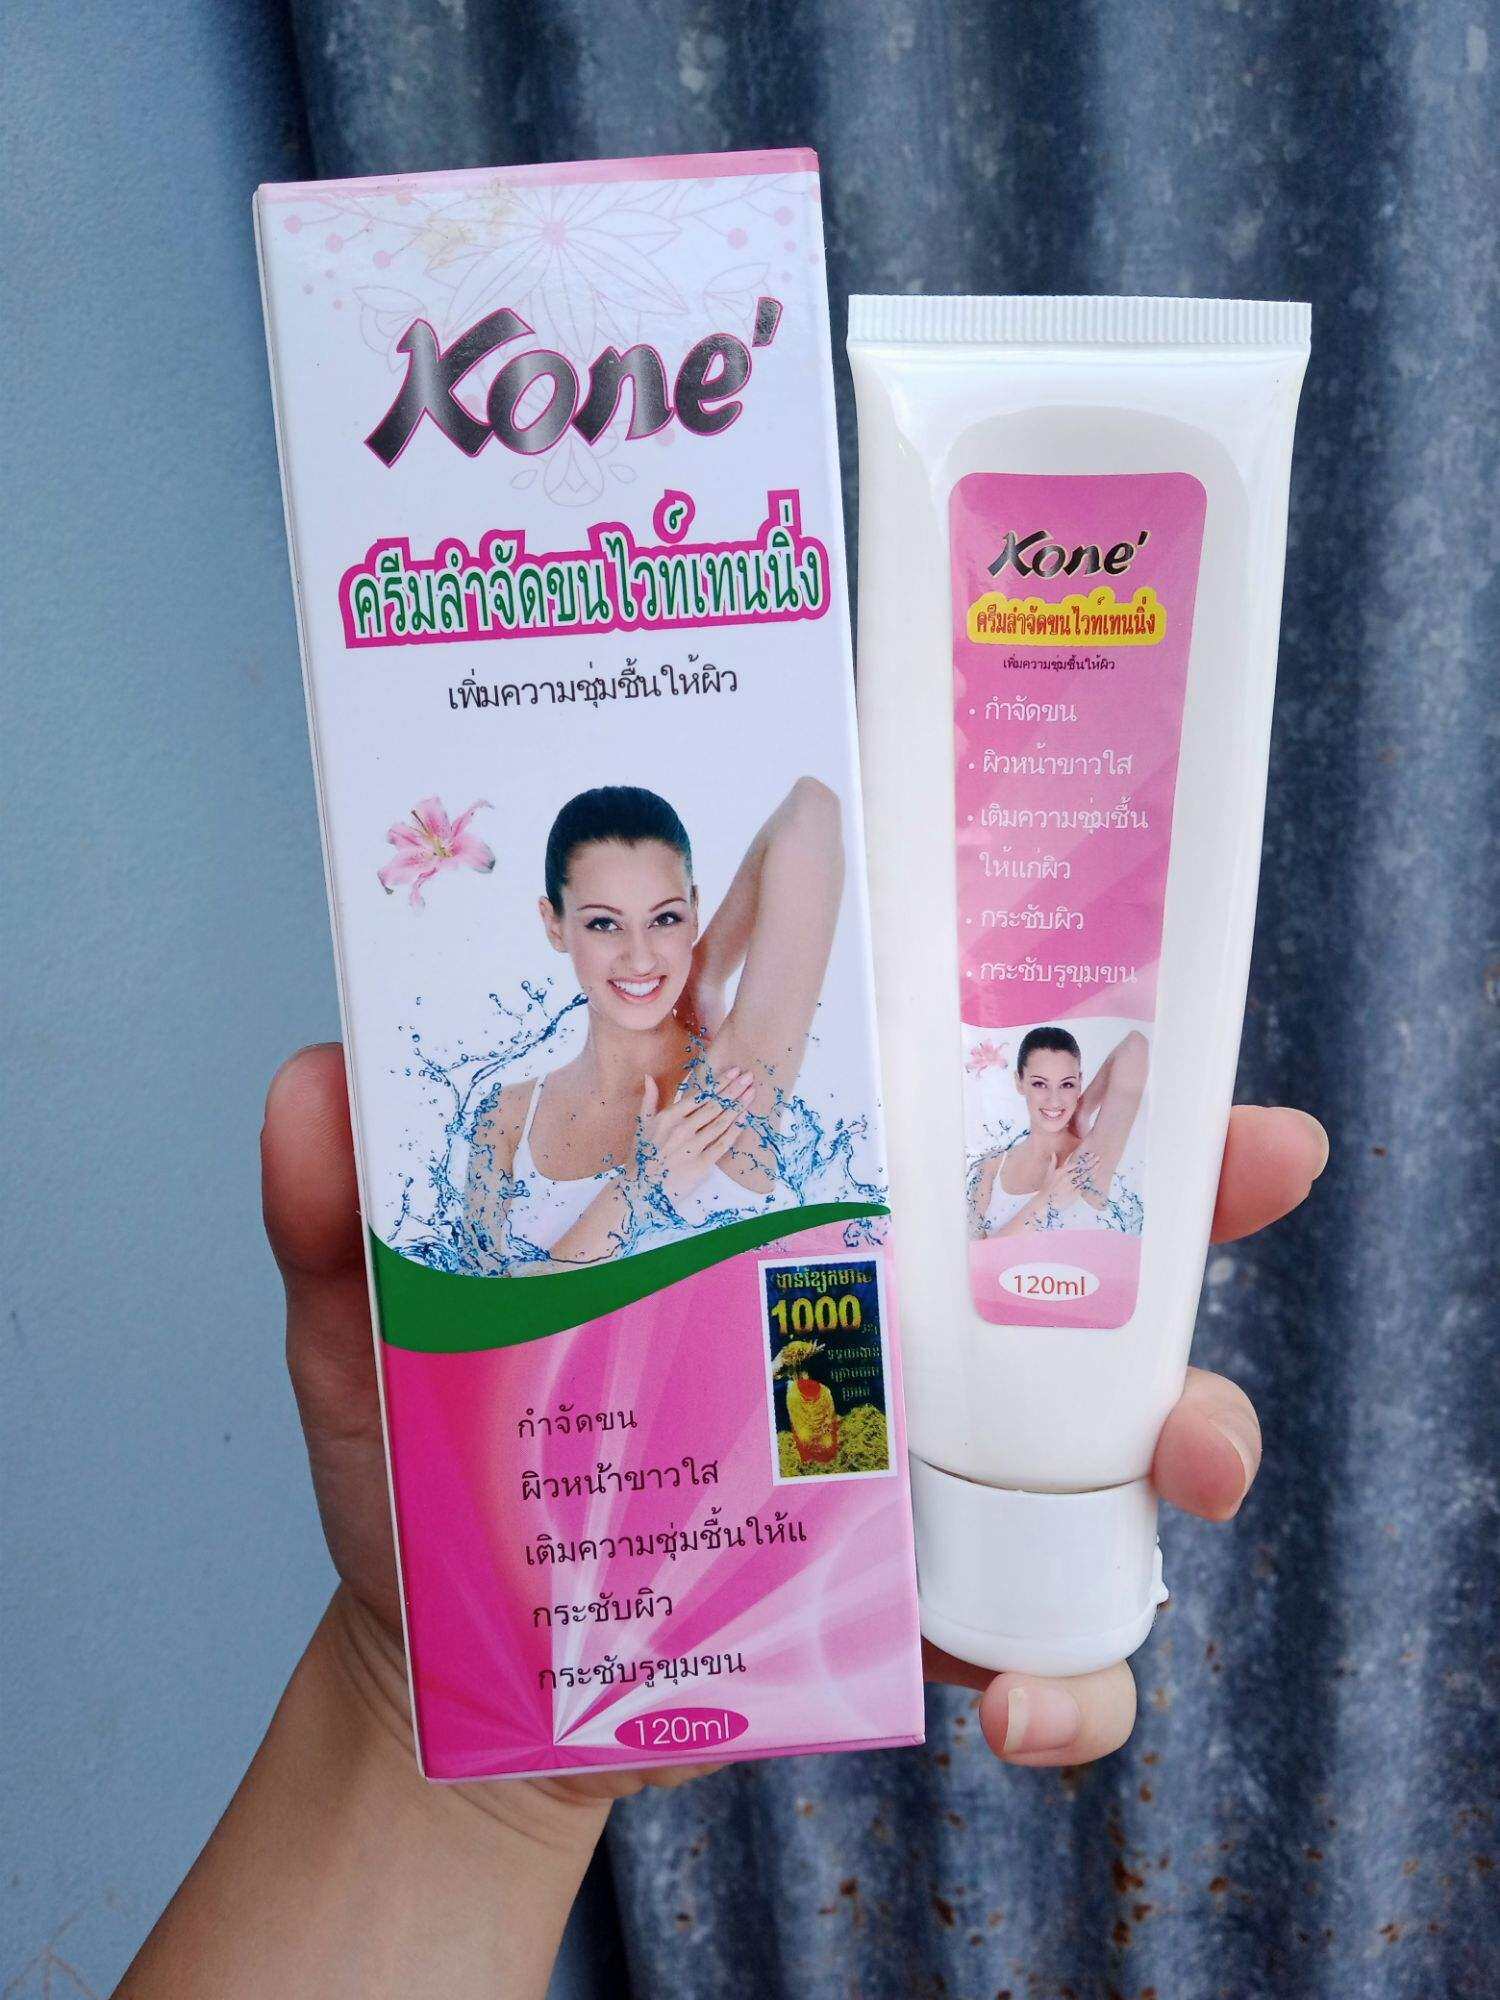 Kone'
ครีมลำจัดขนไวท์เทนนิ่ง
เพิ่มความชุ่มชื้นให้ผิว
1000
กำจัดขน
ผิวหน้าขาวใส
เติมความชุ่มชื้นให้แ
กระชับผิว
กระชับรูขุมขน
120ml
Kone'
ครีมลำจัดขนไวท์เทนนิ่ง
เพิ่มความชุ่มชื้นให้ผิว
• กำจัดขน
• ผิวหน้าขาวใส
• เติมความชุ่มชื้น
ให้แก่ผิว
• กระชับผิว
• กระชับรูขุมขน
120ml